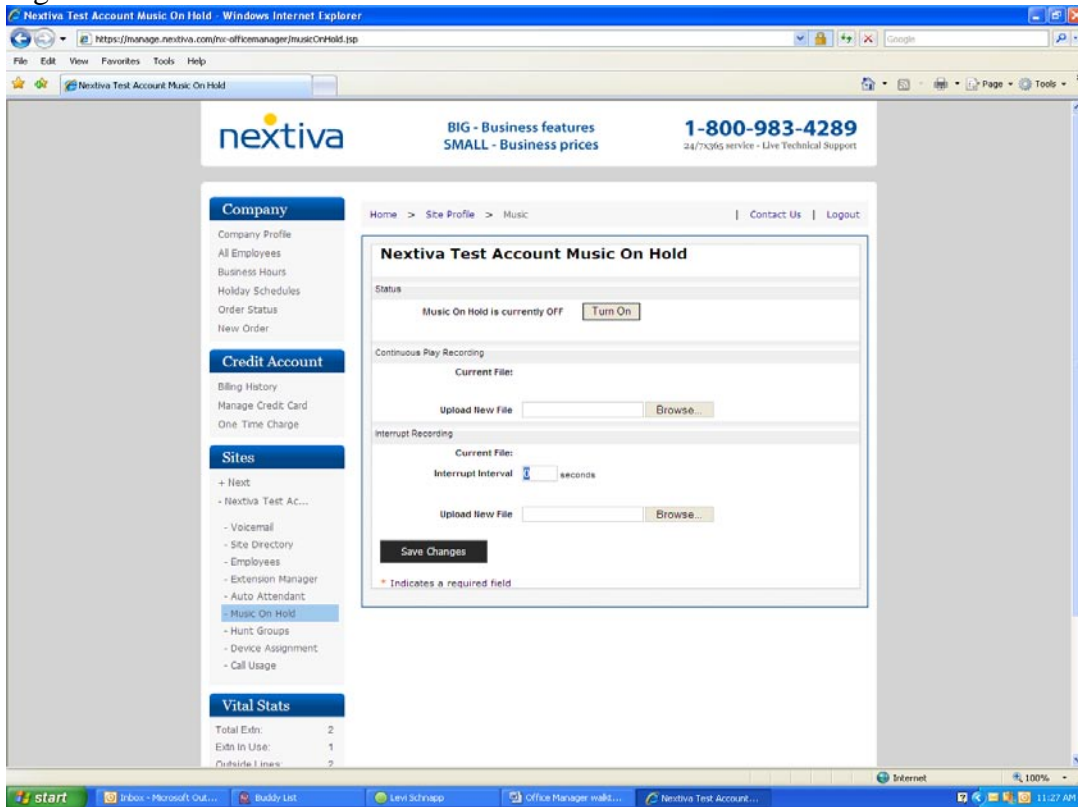 Nextiva Test Account Music On Hold - Windows Internet Explorer
https://manage.nextiva.com/nx-officemanager/musicOnHold.jsp
Google
File Edit View Favorites Tools Help
Nextiva Test Account Music On Hold
Page Tools
nextiva
BIG - Business features
SMALL - Business prices
1-800-983-4289
24/7x365 service - Live Technical Support
Company
Company Profile
All Employees
Business Hours
Holiday Schedules
Order Status
New Order
Credit Account
Billing History
Manage Credit Card
One Time Charge
Sites
+ Next
- Nextiva Test Ac...
- Voicemail
- Site Directory
- Employees
- Extension Manager
- Auto Attendant
- Music On Hold
- Hunt Groups
- Device Assignment
- Call Usage
Vital Stats
Total Extn: 2
Extn In Use: 1
Outside Lines: 2
Home > Site Profile > Music | Contact Us | Logout
Nextiva Test Account Music On Hold
Status
Music On Hold is currently OFF Turn On
Continuous Play Recording
Current File:
Upload New File Browse...
Interrupt Recording
Current File:
Interrupt Interval 0 seconds
Upload New File Browse...
Save Changes
* Indicates a required field
Internet 100%
start Inbox - Microsoft Out... Buddy List Levi Schnapp Office Manager walkt... Nextiva Test Account... 11:27 AM